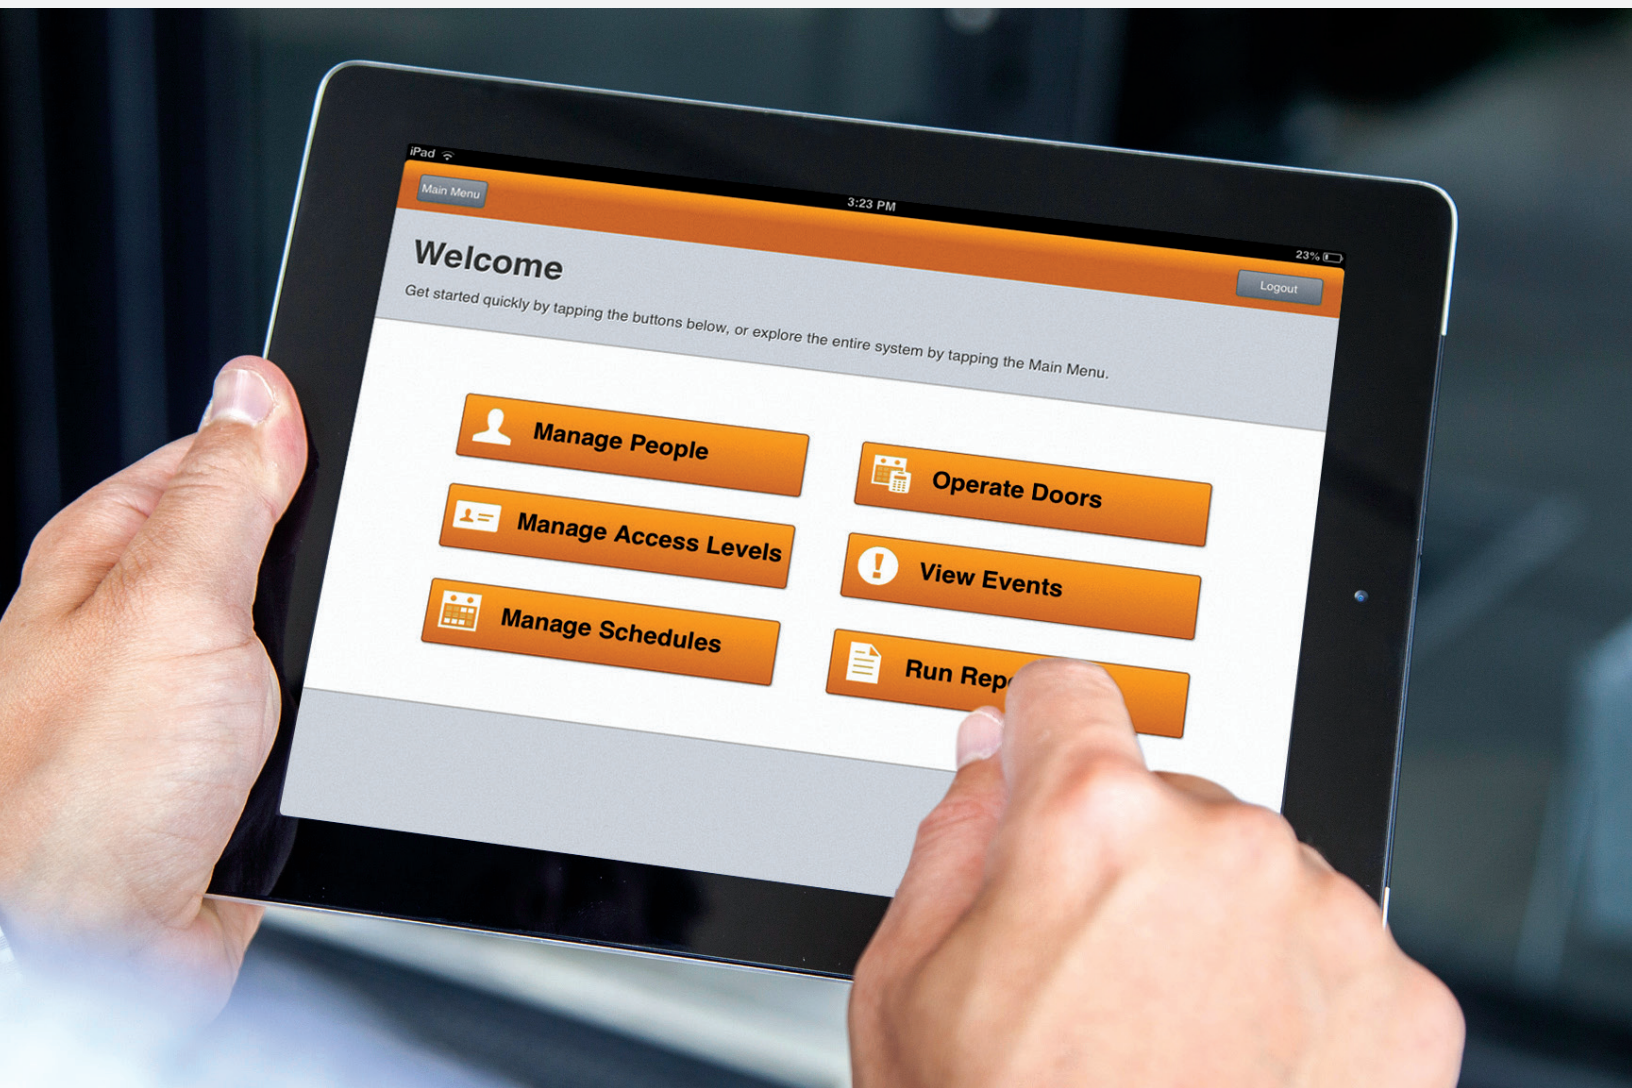 iPad
3:23 PM
23%
Main Menu
Logout
Welcome
Get started quickly by tapping the buttons below, or explore the entire system by tapping the Main Menu.
Manage People
Operate Doors
Manage Access Levels
View Events
Manage Schedules
Run Rep